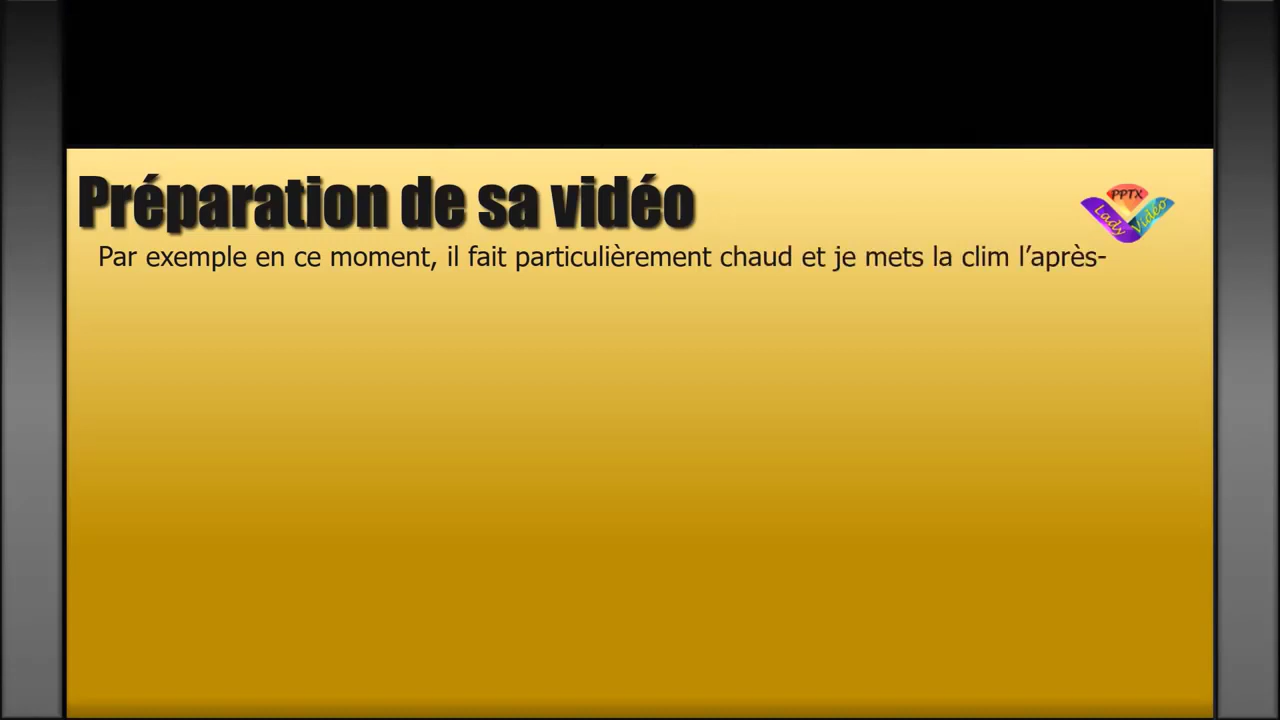 Préparation de sa vidéo
PPTX
Lady Vidéo
Par exemple en ce moment, il fait particulièrement chaud et je mets la clim l’après-